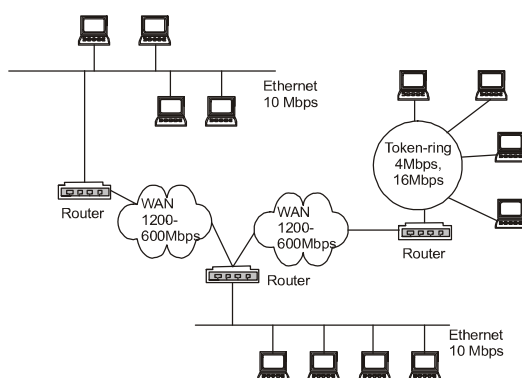 Ethernet
10 Mbps
Token-ring
4Mbps,
16Mbps
Router
WAN
1200-
600Mbps
WAN
1200-
600Mbps
Router
Router
Ethernet
10 Mbps